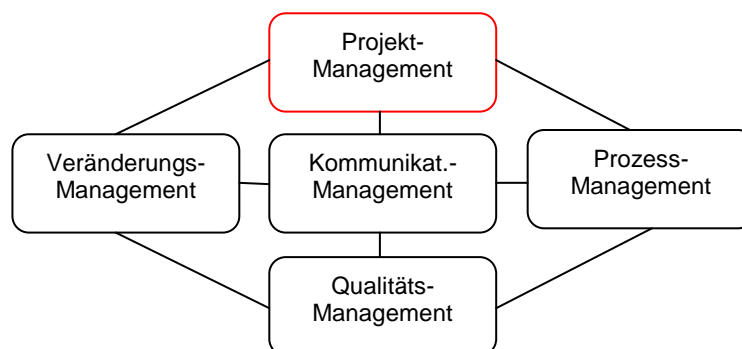 Projekt-
Management
Veränderungs-
Management
Kommunikat.-
Management
Prozess-
Management
Qualitäts-
Management